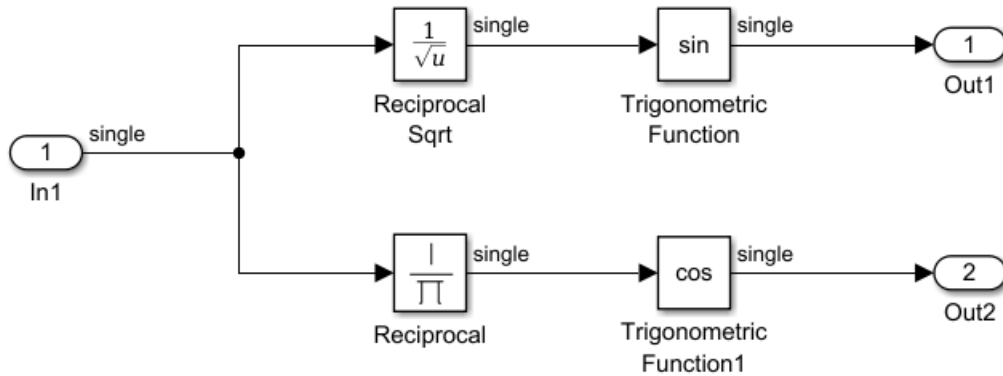 1
√u
single
sin
single
1
Reciprocal
Sqrt
Trigonometric
Function
Out1
1
single
In1
|
∏
single
cos
single
2
Reciprocal
Trigonometric
Function1
Out2